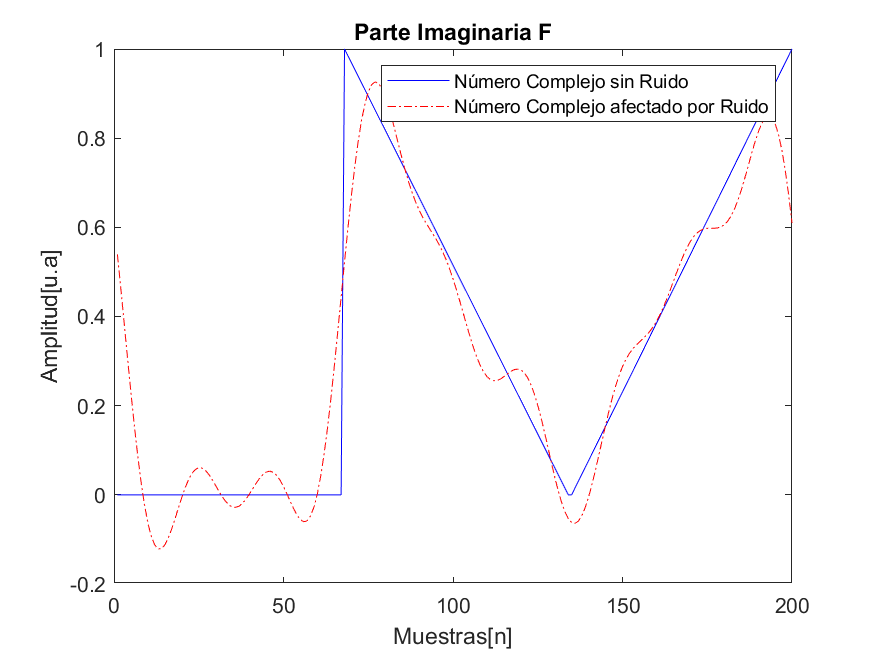 Parte Imaginaria F
Número Complejo sin Ruido
Número Complejo afectado por Ruido
Amplitud[u.a]
1
0.8
0.6
0.4
0.2
0
-0.2
0 50 100 150 200
Muestras[n]